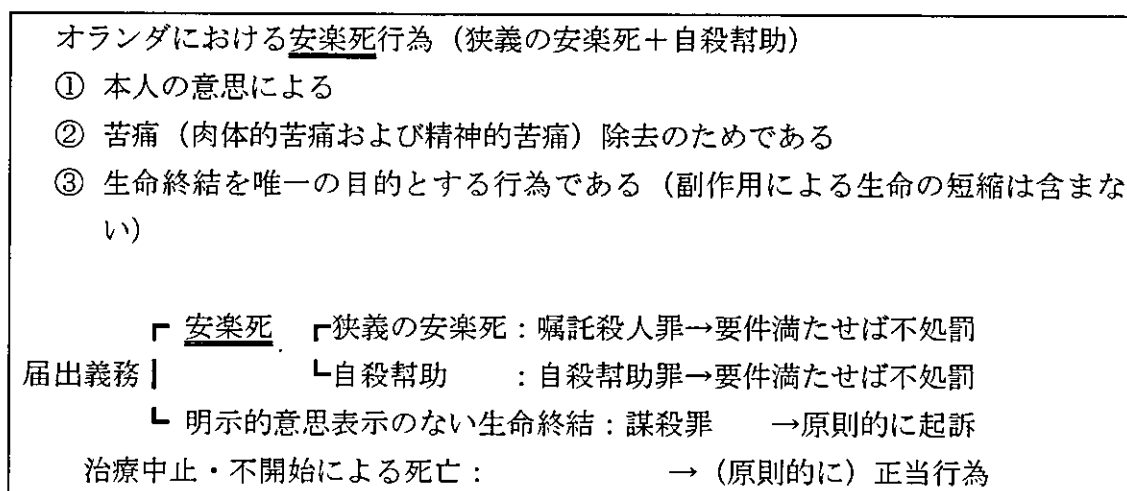 オランダにおける安楽死行為（狭義の安楽死＋自殺幇助）
① 本人の意思による
② 苦痛（肉体的苦痛および精神的苦痛）除去のためである
③ 生命終結を唯一の目的とする行為である（副作用による生命の短縮は含まな
い）
┏ 安楽死 ┏狭義の安楽死：嘱託殺人罪→要件満たせば不処罰
届出義務┃ ┗自殺幇助 ：自殺幇助罪→要件満たせば不処罰
┗ 明示的意思表示のない生命終結：謀殺罪 →原則的に起訴
治療中止・不開始による死亡： →（原則的に）正当行為